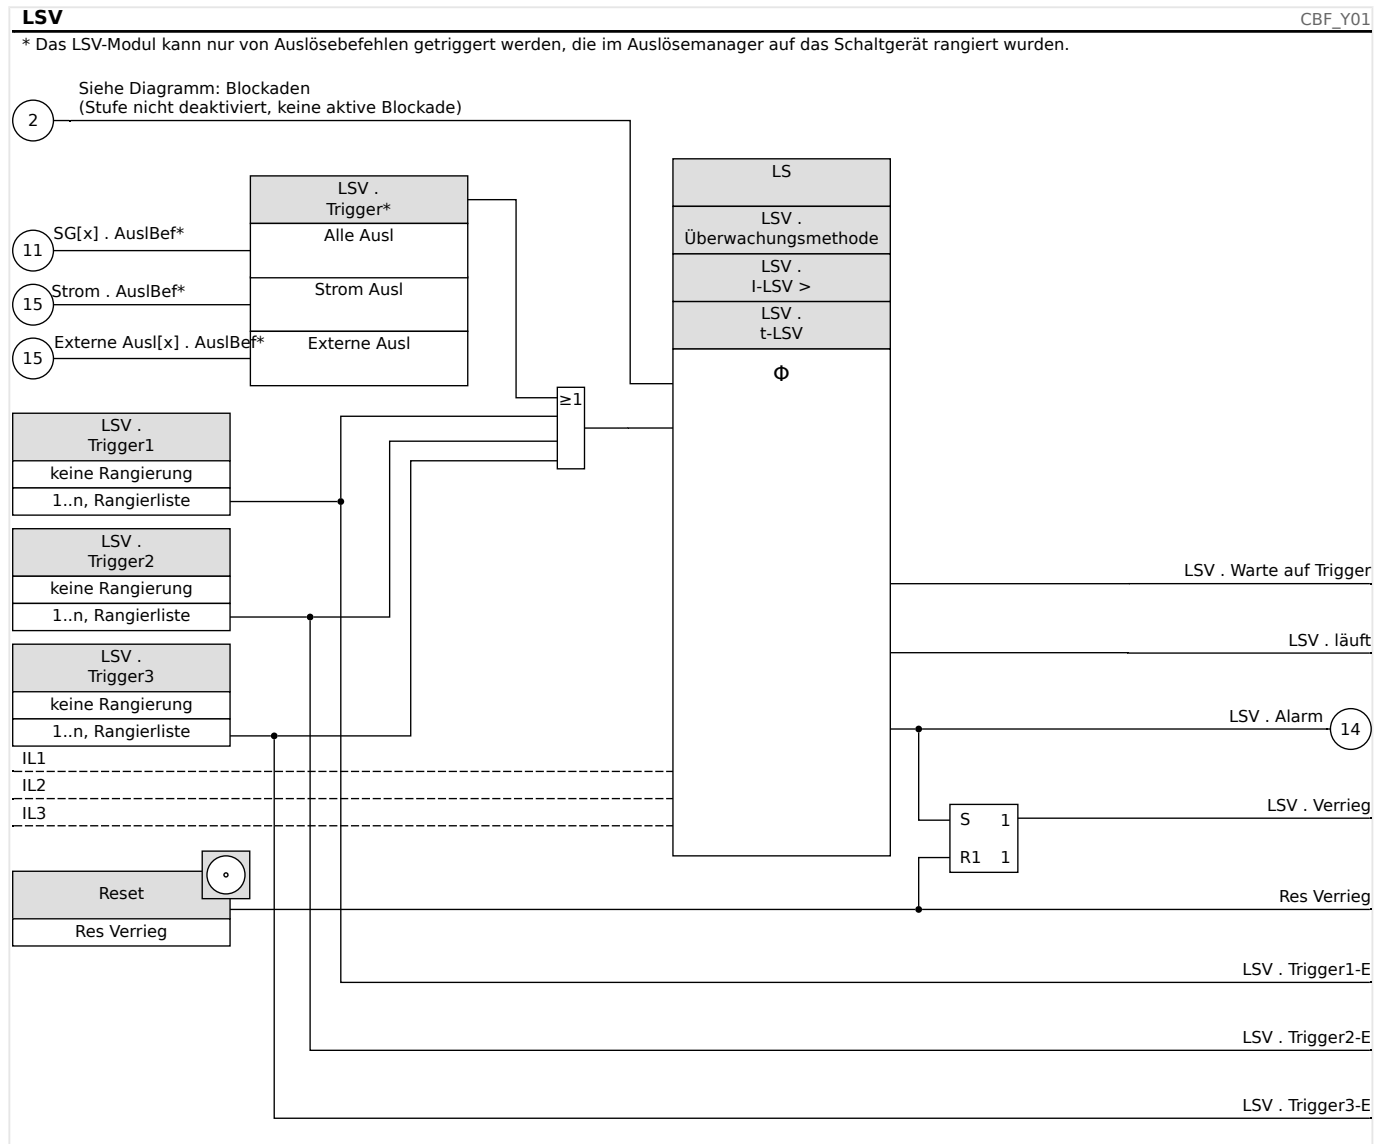 LSV
CBF_Y01
* Das LSV-Modul kann nur von Auslösebefehlen getriggert werden, die im Auslösemanager auf das Schaltgerät rangiert wurden.
Siehe Diagramm: Blockaden
(Stufe nicht deaktiviert, keine aktive Blockade)
2
LSV .
Trigger*
Alle Ausl
Strom Ausl
Externe Ausl
11
SG[x] . AuslBef*
15
Strom . AuslBef*
15
Externe Ausl[x] . AuslBef*
LS
LSV .
Überwachungsmethode
LSV .
I-LSV >
LSV .
t-LSV
Φ
≥1
LSV .
Trigger1
keine Rangierung
1..n, Rangierliste
LSV .
Trigger2
keine Rangierung
1..n, Rangierliste
LSV .
Trigger3
keine Rangierung
1..n, Rangierliste
IL1
IL2
IL3
LSV . Warte auf Trigger
LSV . läuft
LSV . Alarm
14
S 1
R1 1
LSV . Verrieg
Reset
Res Verrieg
Res Verrieg
LSV . Trigger1-E
LSV . Trigger2-E
LSV . Trigger3-E